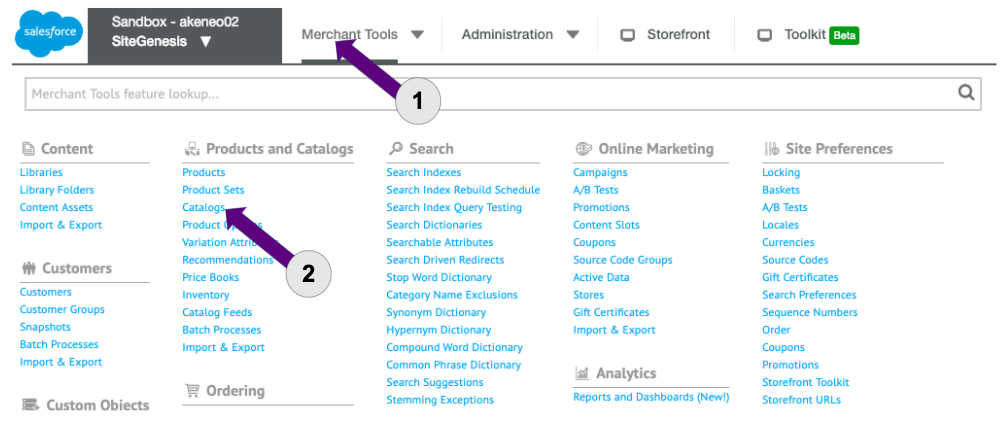 salesforce
Sandbox - akeneo02
SiteGenesis
Merchant Tools
Administration
Storefront
Toolkit Beta
1
Merchant Tools feature lookup...
Content
Libraries
Library Folders
Content Assets
Import & Export
Customers
Customers
Customer Groups
Snapshots
Batch Processes
Import & Export
Custom Objects
Products and Catalogs
Products
Product Sets
Catalogs
Product
Variation
Recommendations
2
Price Books
Inventory
Catalog Feeds
Batch Processes
Import & Export
Ordering
Search
Search Indexes
Search Index Rebuild Schedule
Search Index Query Testing
Search Dictionaries
Searchable Attributes
Search Driven Redirects
Stop Word Dictionary
Category Name Exclusions
Synonym Dictionary
Hypernym Dictionary
Compound Word Dictionary
Common Phrase Dictionary
Search Suggestions
Stemming Exceptions
Online Marketing
Campaigns
A/B Tests
Promotions
Content Slots
Coupons
Source Code Groups
Active Data
Stores
Gift Certificates
Import & Export
Analytics
Reports and Dashboards (New!)
Site Preferences
Locking
Baskets
A/B Tests
Locales
Currencies
Source Codes
Gift Certificates
Search Preferences
Sequence Numbers
Order
Coupons
Promotions
Storefront Toolkit
Storefront URLs